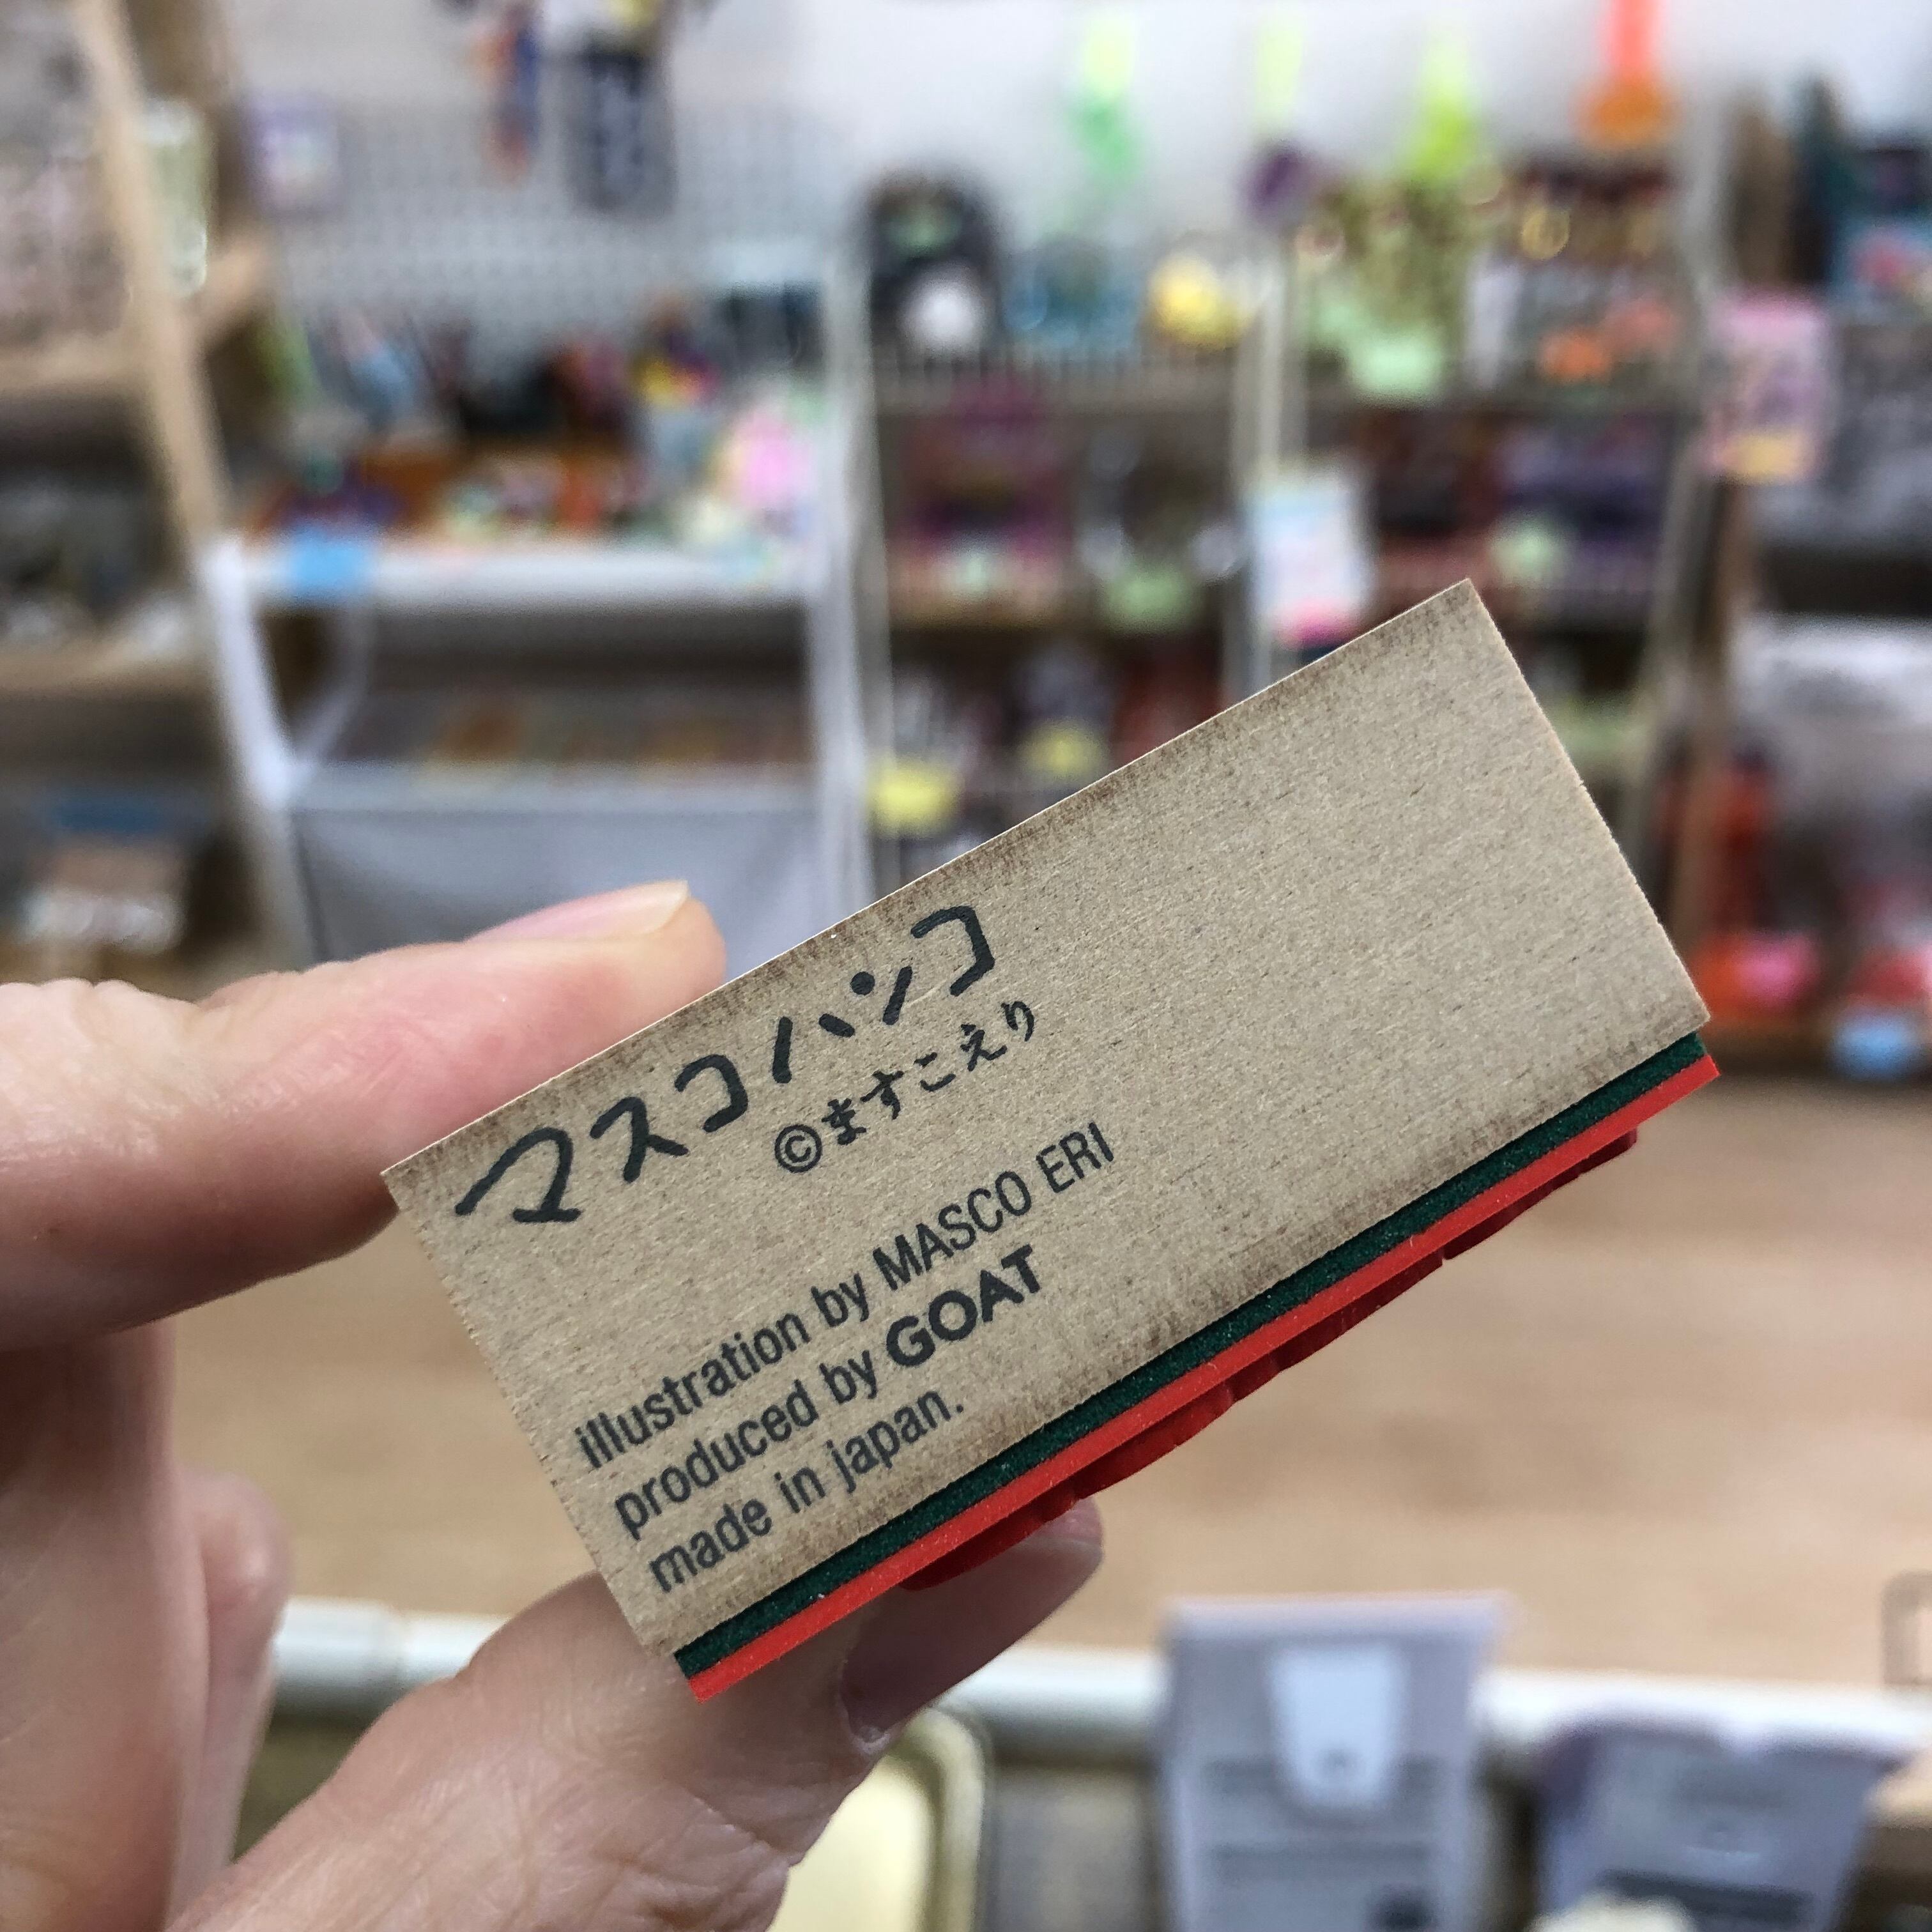 マスコハンコ
©ますこえり
illustration by MASCO ERI
produced by GOAT
made in japan.